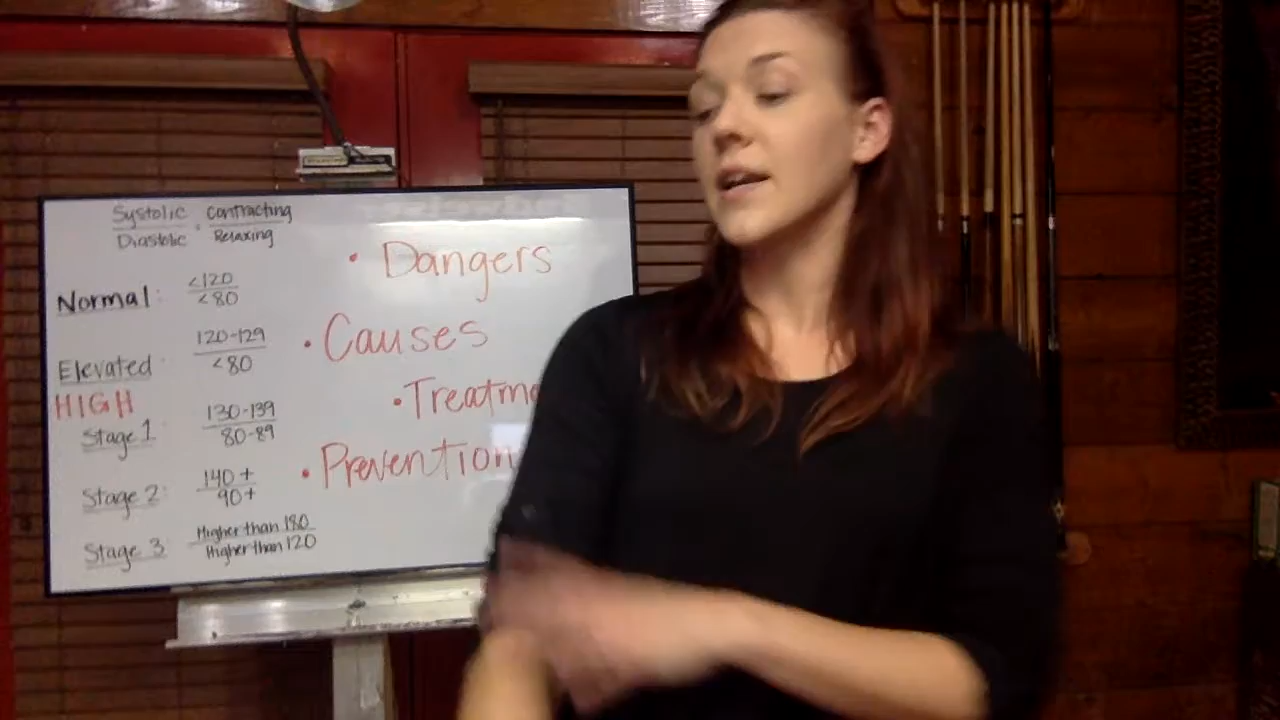 Systolic = Contracting
Diastolic Relaxing
Normal: <120
<80
Elevated: 120-129
<80
HIGH
Stage 1: 130-139
80-89
Stage 2: 140+
90+
Stage 3: Higher than 180
Higher than 120
• Dangers
• Causes
• Treatm
• Prevention